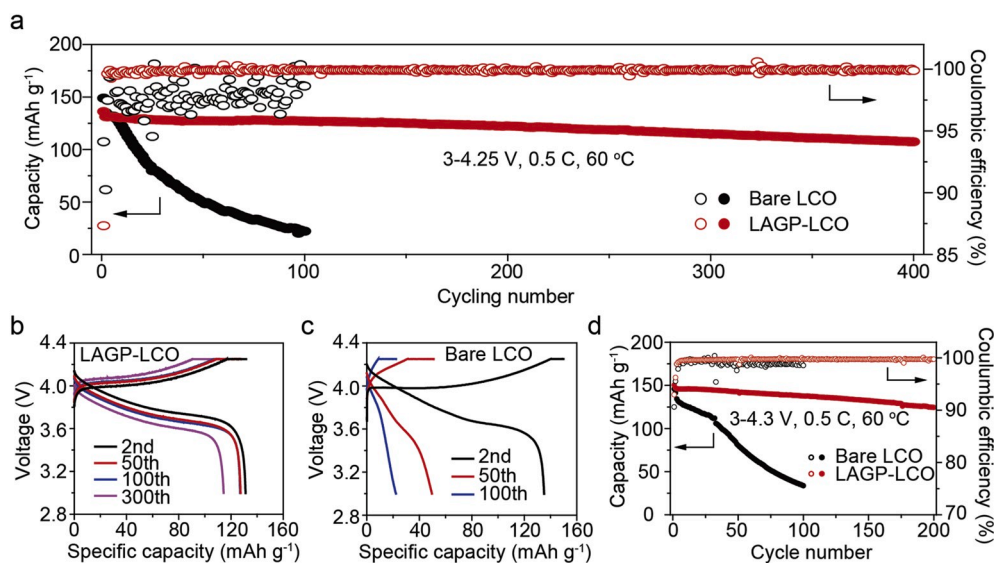 a
200
150
100
50
0
Capacity (mAh g⁻¹)
100
95
90
85
Coulombic efficiency (%)
3-4.25 V, 0.5 C, 60 °C
Bare LCO
LAGP-LCO
0 100 200 300 400
Cycling number
b
4.4
4.0
3.6
3.2
2.8
Voltage (V)
LAGP-LCO
2nd
50th
100th
300th
0 40 80 120 160
Specific capacity (mAh g⁻¹)
c
4.4
4.0
3.6
3.2
2.8
Voltage (V)
Bare LCO
2nd
50th
100th
0 40 80 120 160
Specific capacity (mAh g⁻¹)
d
200
150
100
50
0
Capacity (mAh g⁻¹)
100
90
80
70
Coulombic efficiency (%)
3-4.3 V, 0.5 C, 60 °C
Bare LCO
LAGP-LCO
0 50 100 150 200
Cycle number